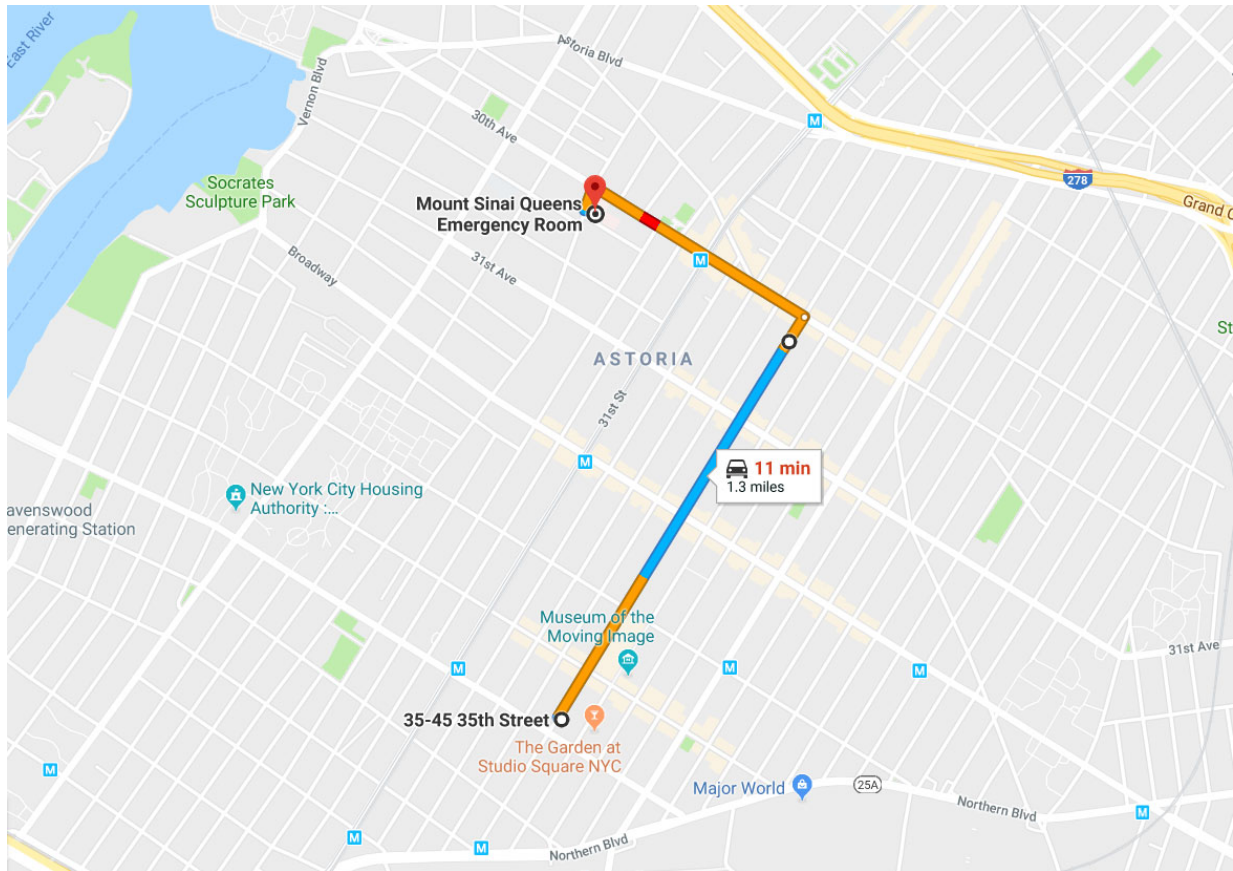 East River
Astoria Blvd
Vernon Blvd
30th Ave
M
278
Grand C
Socrates
Sculpture Park
Mount Sinai Queens
Emergency Room
M
31st Ave
Broadway
St
ASTORIA
31st St
M
11 min
1.3 miles
New York City Housing
Authority :...
avenswood
enerating Station
Museum of the
Moving Image
31st Ave
M
M
M
35-45 35th Street
The Garden at
Studio Square NYC
M
Major World
25A
Northern Blvd
M
M
M
Northern Blvd